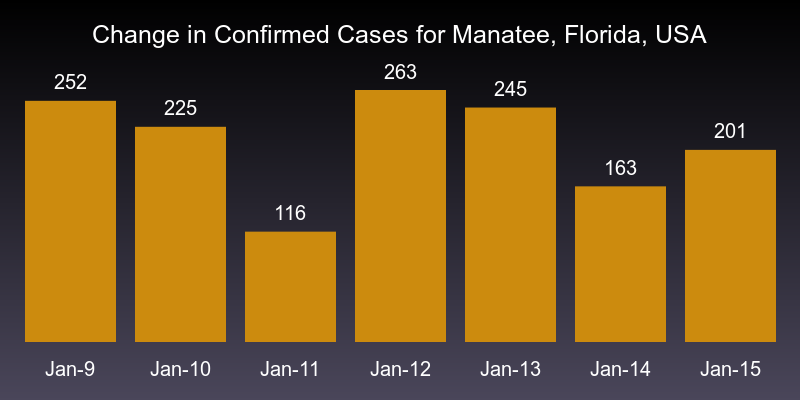 Change in Confirmed Cases for Manatee, Florida, USA
252
225
116
263
245
163
201
Jan-9
Jan-10
Jan-11
Jan-12
Jan-13
Jan-14
Jan-15